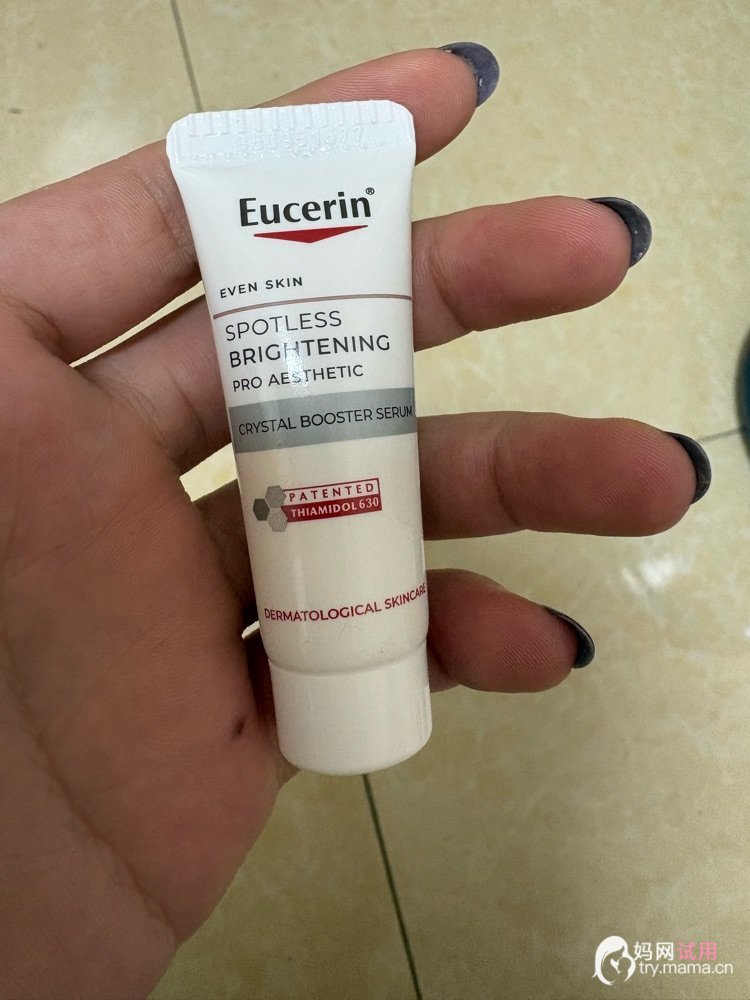 Eucerin®
EVEN SKIN
SPOTLESS
BRIGHTENING
PRO AESTHETIC
CRYSTAL BOOSTER SERUM
PATENTED
THIAMIDOL 630
DERMATOLOGICAL SKINCARE
妈网试用
try.mama.cn